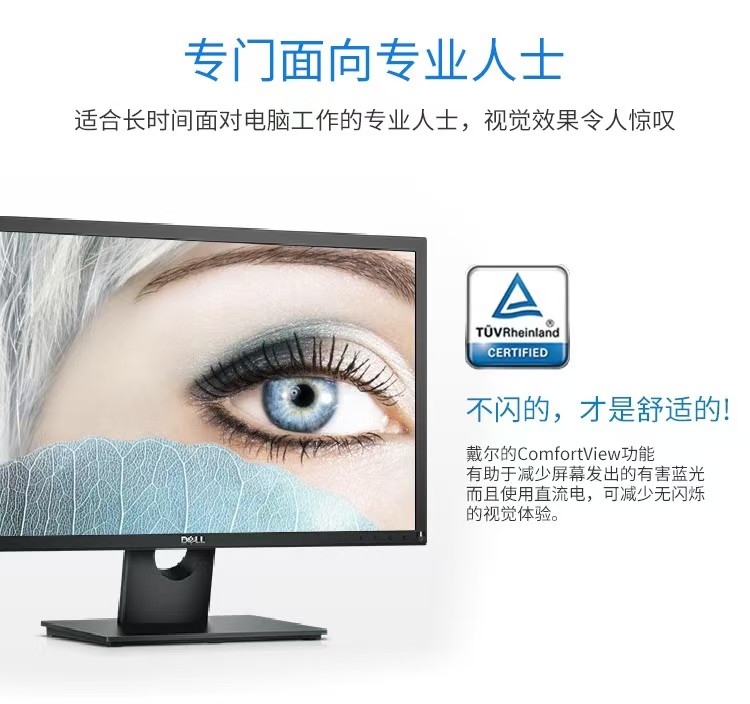 专门面向专业人士
适合长时间面对电脑工作的专业人士，视觉效果令人惊叹
TÜVRheinland®
CERTIFIED
不闪的，才是舒适的!
戴尔的ComfortView功能
有助于减少屏幕发出的有害蓝光
而且使用直流电，可减少无闪烁
的视觉体验。
DELL